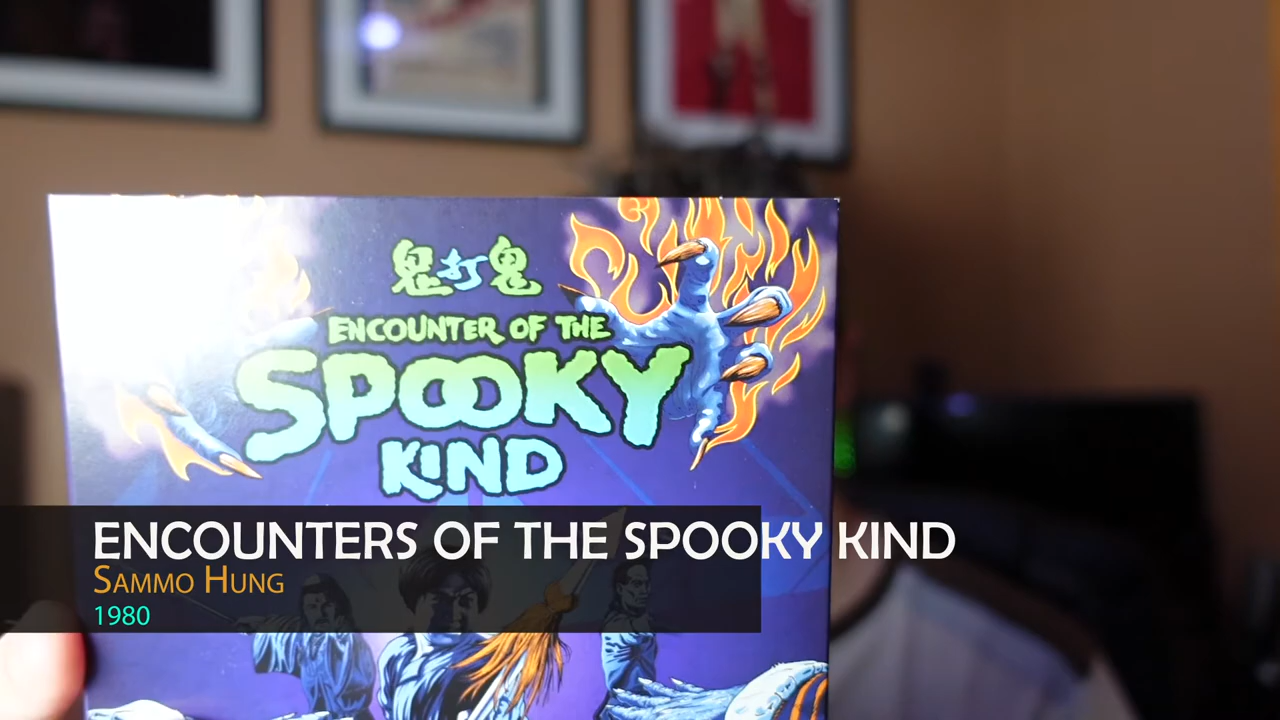 鬼打鬼
ENCOUNTER OF THE
SPOOKY
KIND
ENCOUNTERS OF THE SPOOKY KIND
SAMMO HUNG
1980